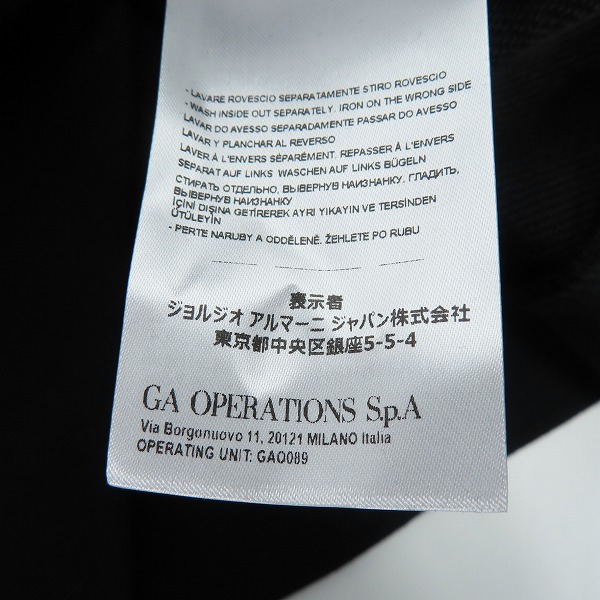 - LAVARE ROVESCIO SEPARATAMENTE STIRO ROVESCIO
- WASH INSIDE OUT SEPARATELY. IRON ON THE WRONG SIDE
LAVAR DO AVESSO SEPARADAMENTE PASSAR DO AVESSO
LAVAR Y PLANCHAR AL REVERSO
LAVER À L'ENVERS SÉPARÉMENT. REPASSER À L'ENVERS
SEPARAT AUF LINKS WASCHEN AUF LINKS BÜGELN
СТИРАТЬ ОТДЕЛЬНО, ВЫВЕРНУВ НАИЗНАНКУ. ГЛАДИТЬ,
ВЫВЕРНУВ НАИЗНАНКУ
İÇİNİ DIŞINA GETİREREK AYRI YIKAYIN VE TERSİNDEN
ÜTÜLEYİN
- PERTE NARUBY A ODDĚLENĚ. ŽEHLETE PO RUBU
表示者
ジョルジオ アルマーニ ジャパン株式会社
東京都中央区銀座5-5-4
GA OPERATIONS S.p.A
Via Borgonuovo 11, 20121 MILANO Italia
OPERATING UNIT: GAO089